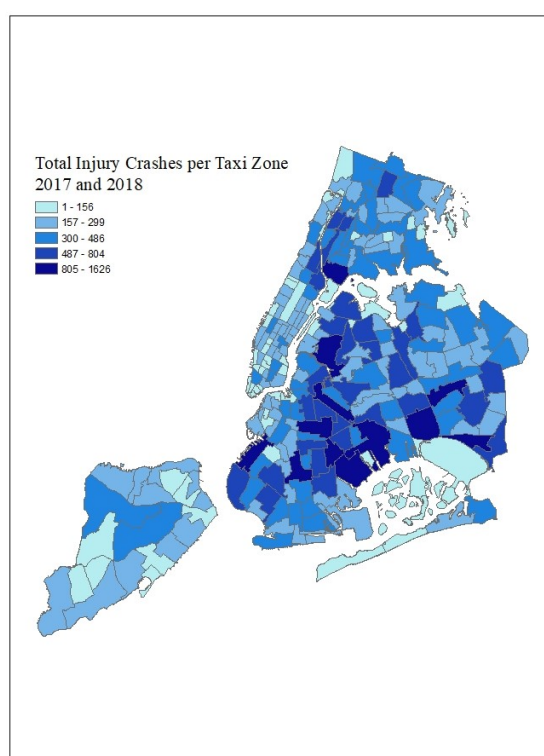 Total Injury Crashes per Taxi Zone
2017 and 2018
1 - 156
157 - 299
300 - 486
487 - 804
805 - 1626